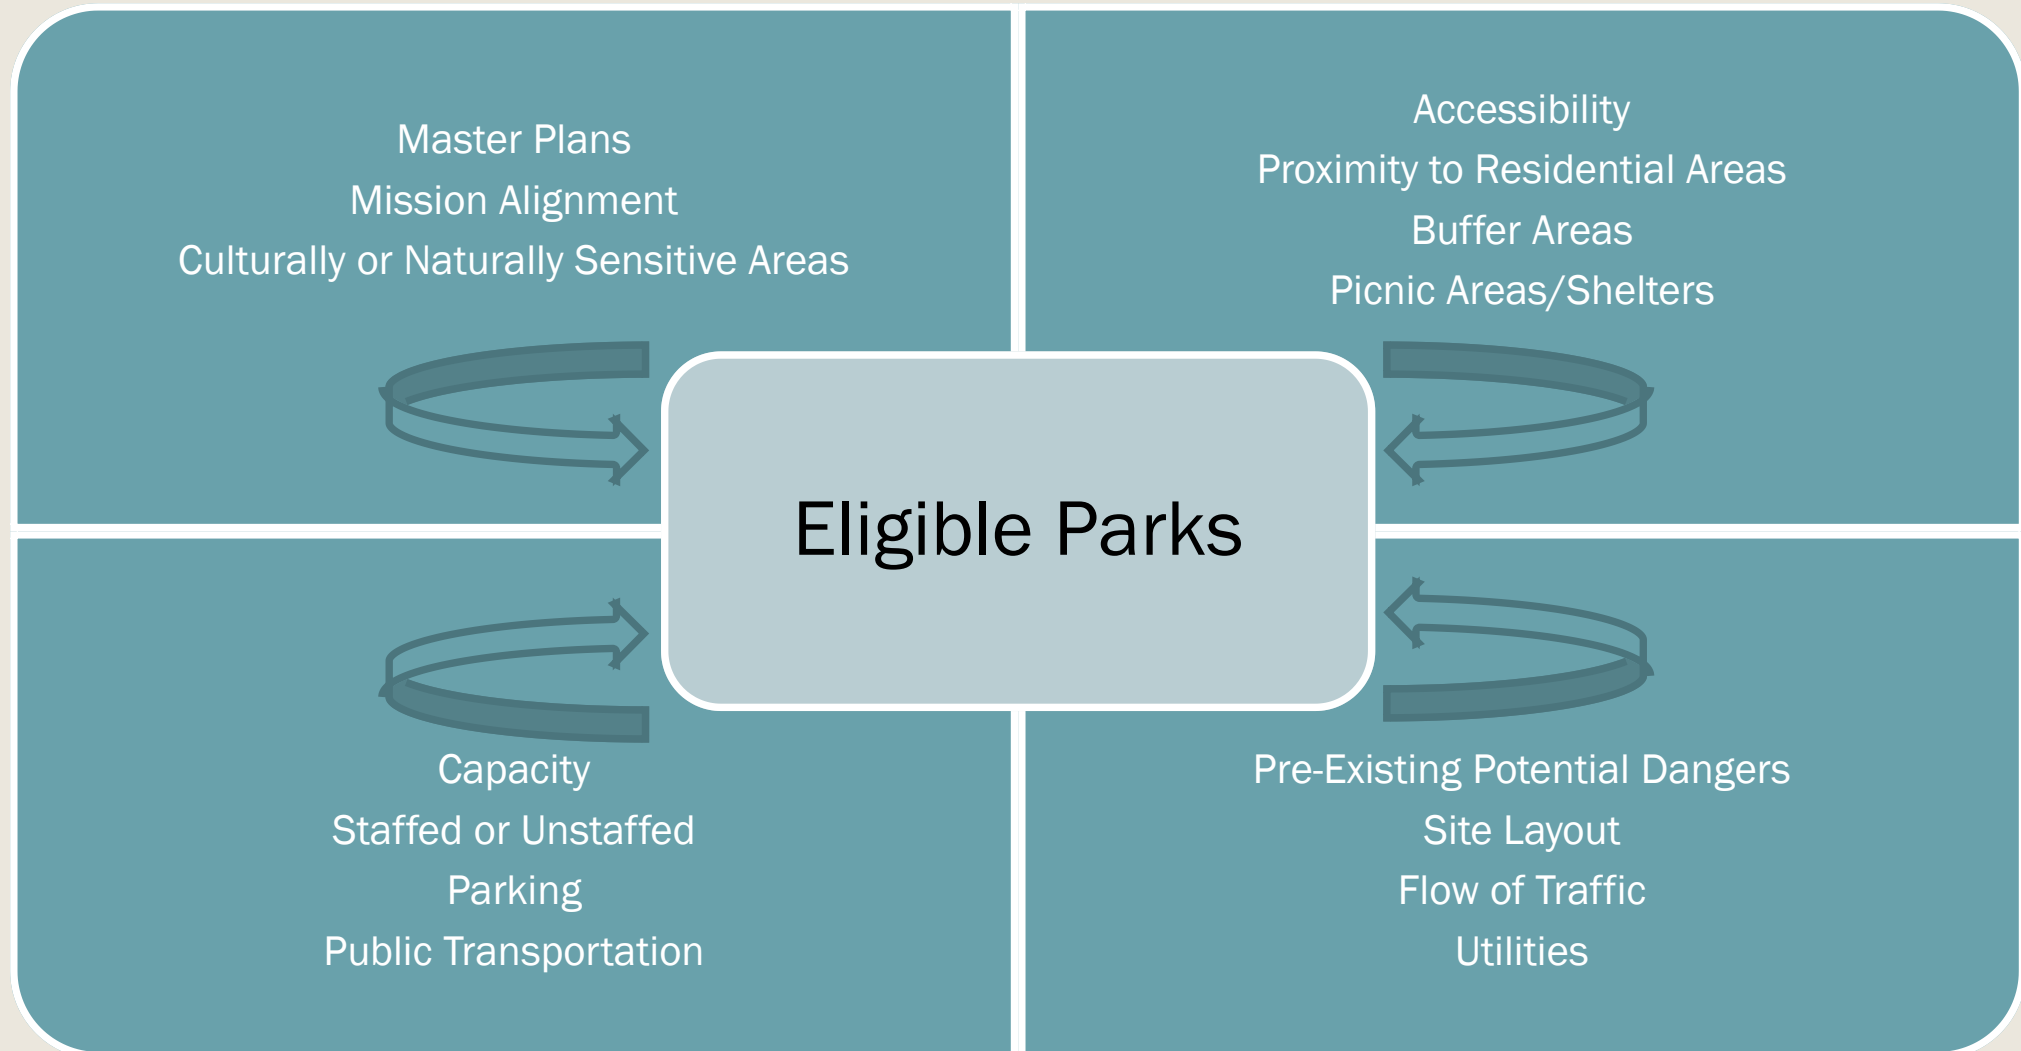 Master Plans
Mission Alignment
Culturally or Naturally Sensitive Areas
Accessibility
Proximity to Residential Areas
Buffer Areas
Picnic Areas/Shelters
Eligible Parks
Capacity
Staffed or Unstaffed
Parking
Public Transportation
Pre-Existing Potential Dangers
Site Layout
Flow of Traffic
Utilities